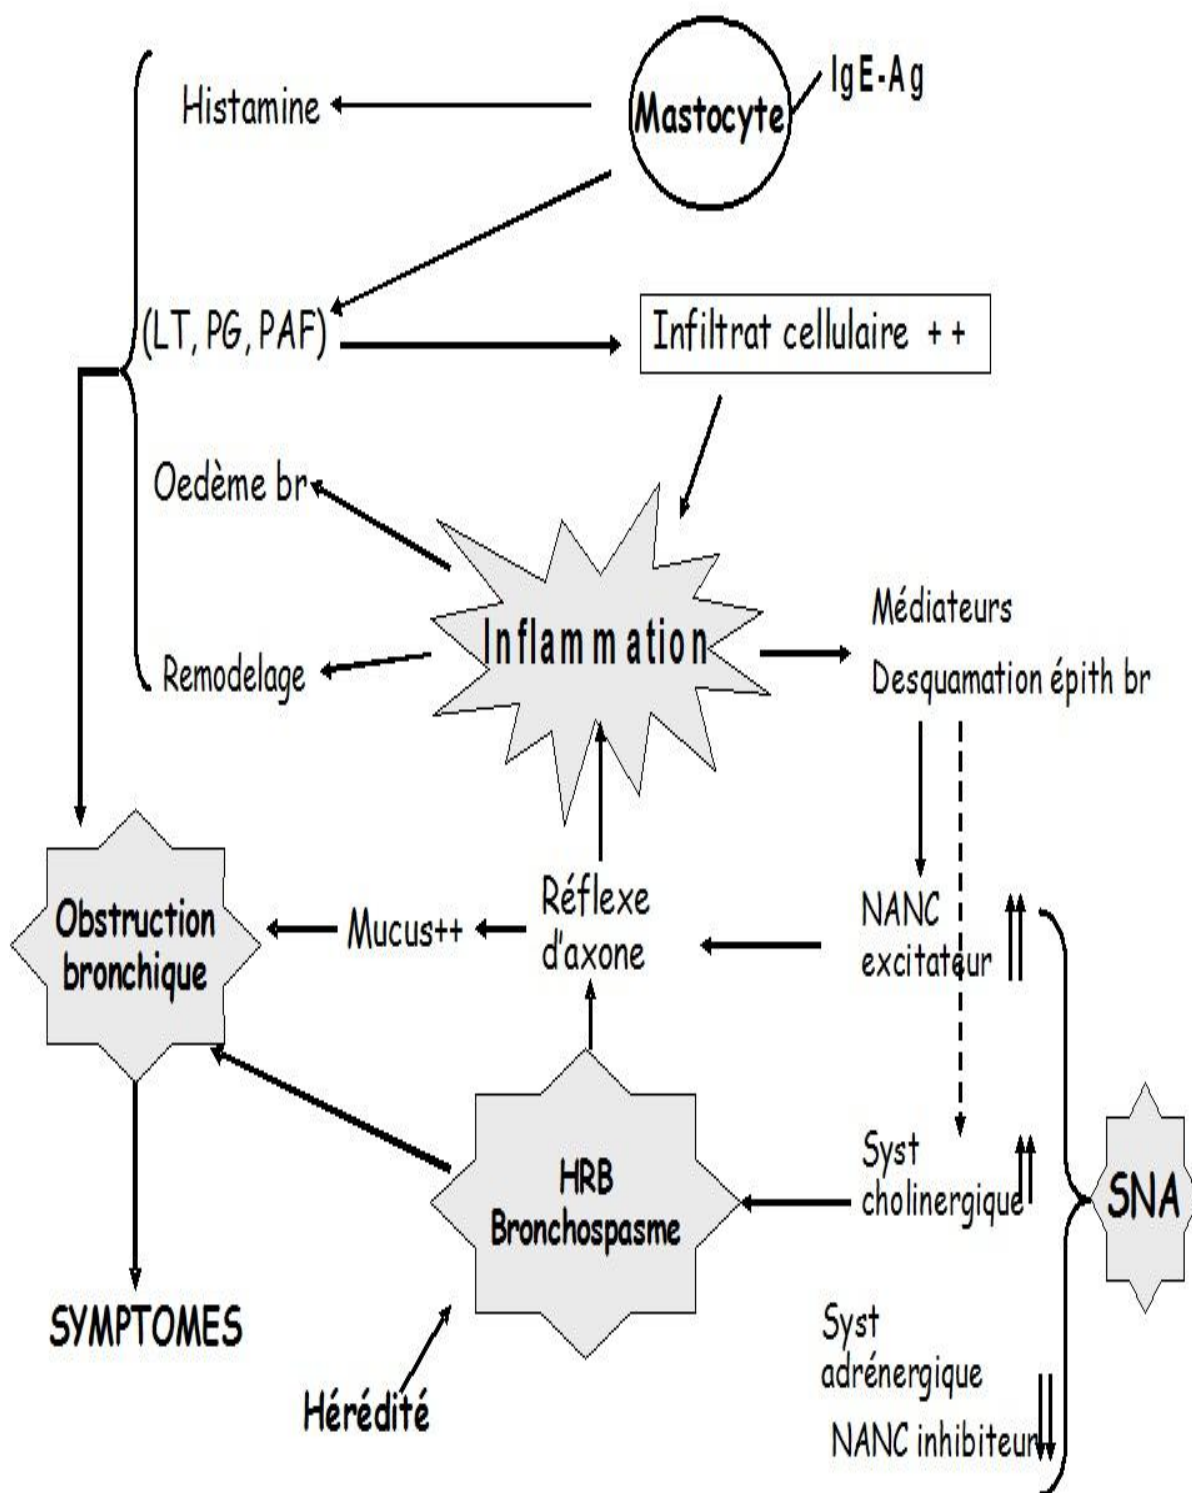 IgE-Ag
Histamine
Mastocyte
(LT, PG, PAF)
Infiltrat cellulaire ++
Oedème br
Inflammation
Médiateurs
Remodelage
Desquamation épith br
Obstruction
bronchique
Mucus++
Réflexe
d'axone
NANC
excitateur
HRB
Bronchospasme
Syst
cholinergique
SNA
SYMPTOMES
Hérédité
Syst
adrénergique
NANC inhibiteur